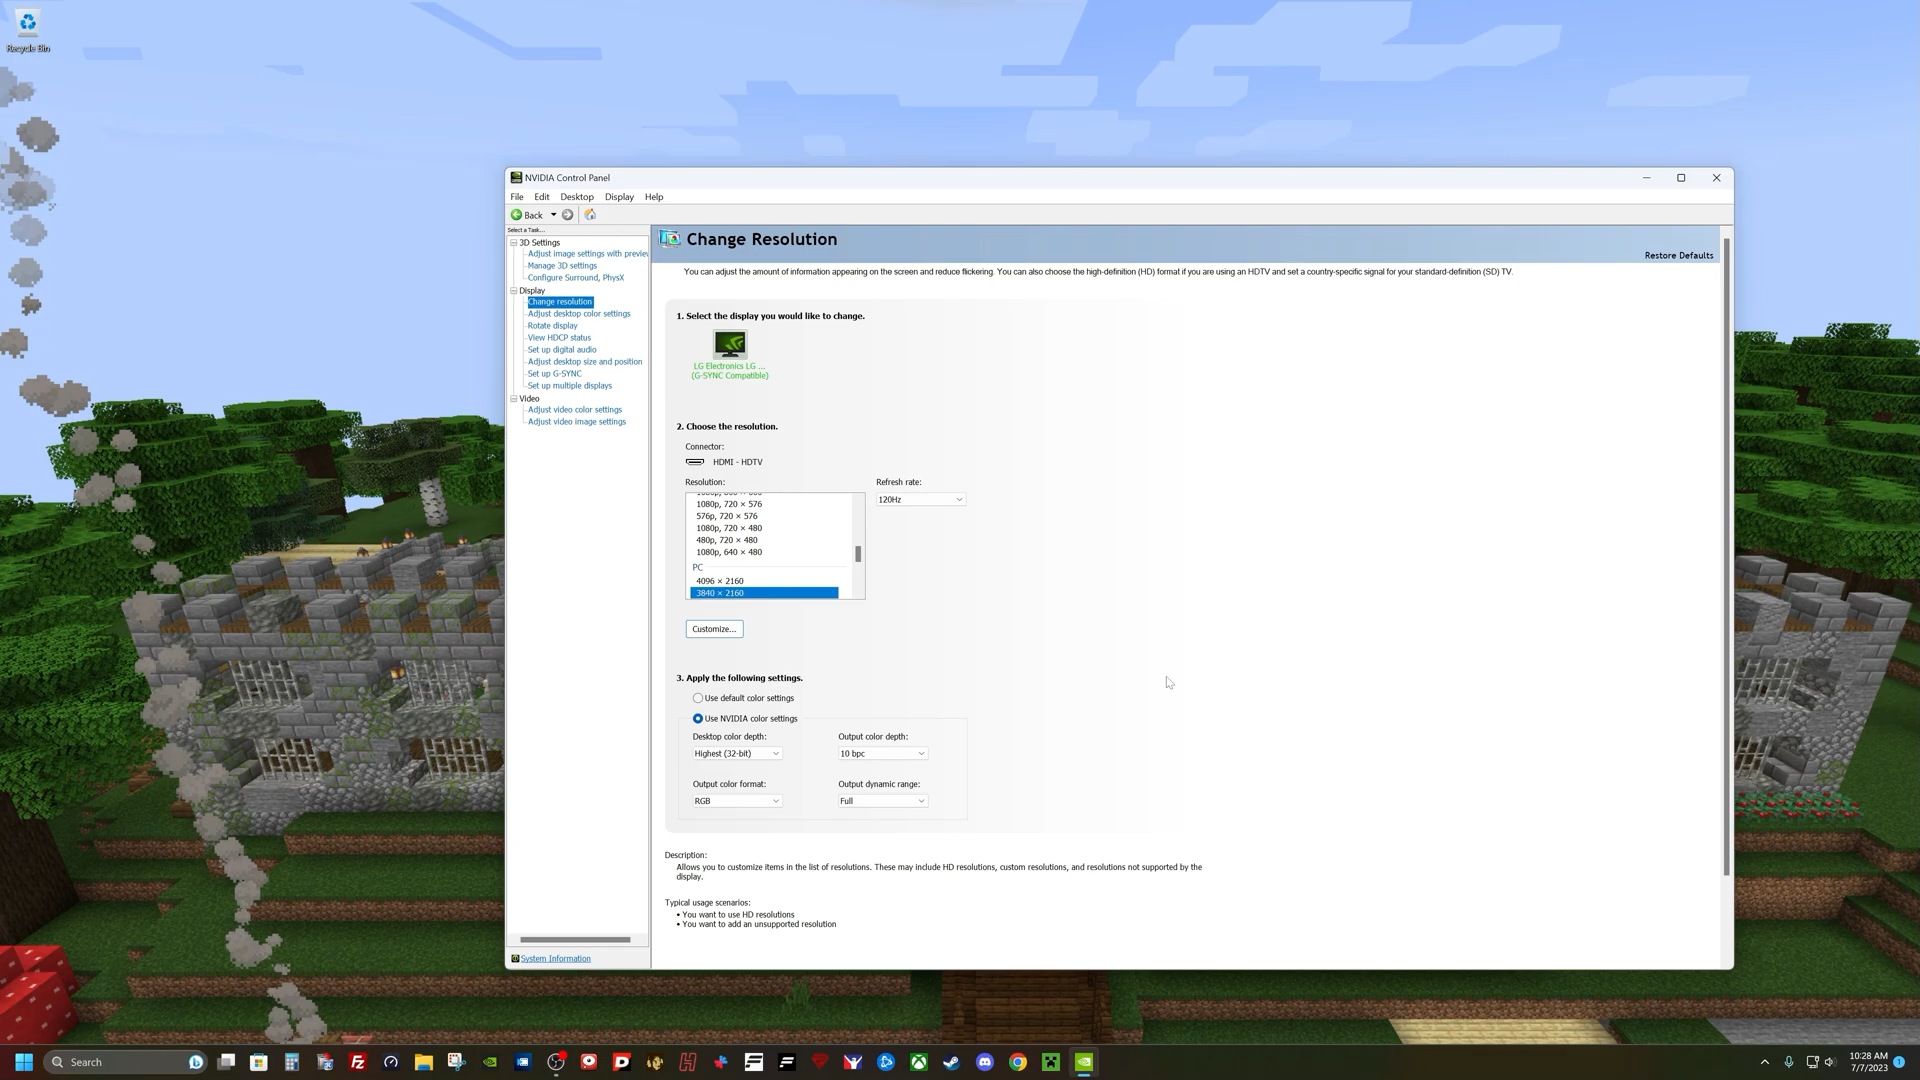 Recycle Bin
NVIDIA Control Panel
File Edit Desktop Display Help
Back
Select a Task...
3D Settings
Adjust image settings with preview
Manage 3D settings
Configure Surround, PhysX
Display
Change resolution
Adjust desktop color settings
Rotate display
View HDCP status
Set up digital audio
Adjust desktop size and position
Set up G-SYNC
Set up multiple displays
Video
Adjust video color settings
Adjust video image settings
System Information
Change Resolution
Restore Defaults
You can adjust the amount of information appearing on the screen and reduce flickering. You can also choose the high-definition (HD) format if you are using an HDTV and set a country-specific signal for your standard-definition (SD) TV.
1. Select the display you would like to change.
LG Electronics LG ...
(G-SYNC Compatible)
2. Choose the resolution.
Connector:
HDMI - HDTV
Resolution:
Refresh rate:
120Hz
1080p, 720 × 576
576p, 720 × 576
1080p, 720 × 480
480p, 720 × 480
1080p, 640 × 480
PC
4096 × 2160
3840 × 2160
Customize...
3. Apply the following settings.
Use default color settings
Use NVIDIA color settings
Desktop color depth:
Output color depth:
Highest (32-bit)
10 bpc
Output color format:
Output dynamic range:
RGB
Full
Description:
Allows you to customize items in the list of resolutions. These may include HD resolutions, custom resolutions, and resolutions not supported by the
display.
Typical usage scenarios:
• You want to use HD resolutions
• You want to add an unsupported resolution
Search
10:28 AM
7/7/2023
1